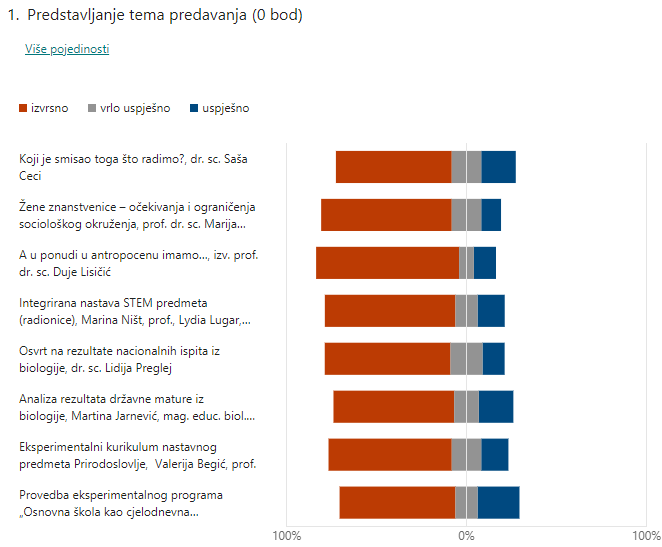 1. Predstavljanje tema predavanja (0 bod)
Više pojedinosti
izvrsno
vrlo uspješno
uspješno
Koji je smisao toga što radimo?, dr. sc. Saša
Ceci
Žene znanstvenice – očekivanja i ograničenja
sociološkog okruženja, prof. dr. sc. Marija...
A u ponudi u antropocenu imamo..., izv. prof.
dr. sc. Duje Lisičić
Integrirana nastava STEM predmeta
(radionice), Marina Ništ, prof., Lydia Lugar,...
Osvrt na rezultate nacionalnih ispita iz
biologije, dr. sc. Lidija Preglej
Analiza rezultata državne mature iz
biologije, Martina Jarnević, mag. educ. biol....
Eksperimentalni kurikulum nastavnog
predmeta Prirodoslovlje, Valerija Begić, prof.
Provedba eksperimentalnog programa
„Osnovna škola kao cjelodnevna...
100%
0%
100%